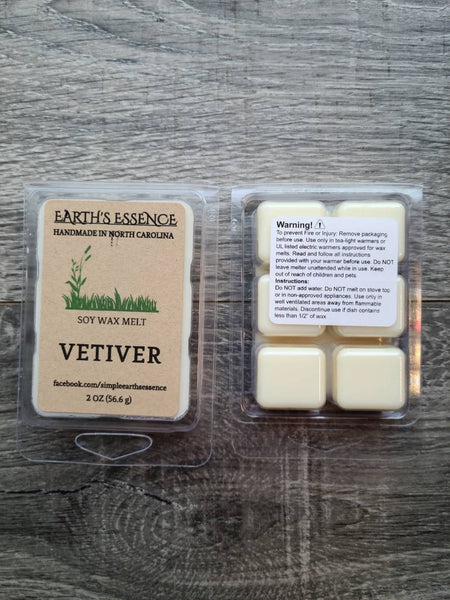 EARTH'S ESSENCE
HANDMADE IN NORTH CAROLINA
SOY WAX MELT
VETIVER
facebook.com/simpleearthsessence
2 OZ (56.6 g)
Warning!
To prevent Fire or Injury: Remove packaging
before use. Use only in tea-light warmers or
UL listed electric warmers approved for wax
melts. Read and follow all instructions
provided with your warmer before use. Do NOT
leave melter unattended while in use. Keep
out of reach of children and pets.
Instructions:
Do NOT add water. Do NOT melt on stove top
or in non-approved appliances. Use only in
well ventilated areas away from flammable
materials. Discontinue use if dish contains
less than 1/2" of wax